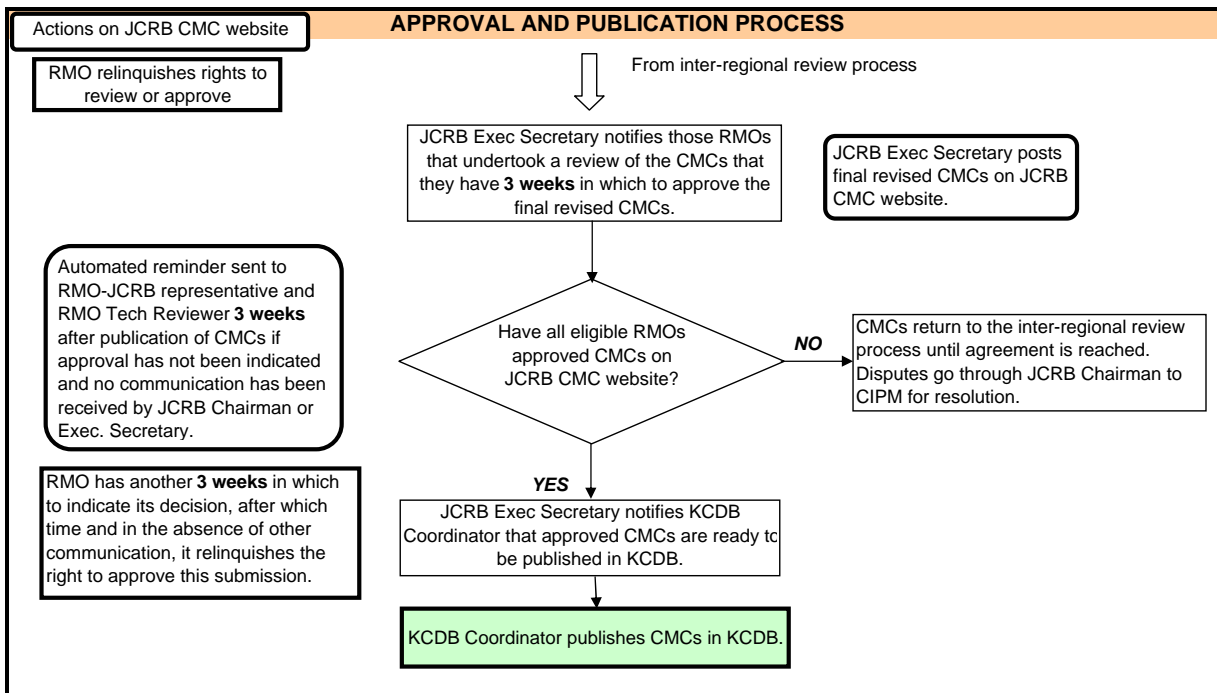 Actions on JCRB CMC website
APPROVAL AND PUBLICATION PROCESS
RMO relinquishes rights to
review or approve
From inter-regional review process
JCRB Exec Secretary notifies those RMOs
that undertook a review of the CMCs that
they have 3 weeks in which to approve the
final revised CMCs.
JCRB Exec Secretary posts
final revised CMCs on JCRB
CMC website.
Automated reminder sent to
RMO-JCRB representative and
RMO Tech Reviewer 3 weeks
after publication of CMCs if
approval has not been indicated
and no communication has been
received by JCRB Chairman or
Exec. Secretary.
Have all eligible RMOs
approved CMCs on
JCRB CMC website?
NO
CMCs return to the inter-regional review
process until agreement is reached.
Disputes go through JCRB Chairman to
CIPM for resolution.
RMO has another 3 weeks in which
to indicate its decision, after which
time and in the absence of other
communication, it relinquishes the
right to approve this submission.
YES
JCRB Exec Secretary notifies KCDB
Coordinator that approved CMCs are ready to
be published in KCDB.
KCDB Coordinator publishes CMCs in KCDB.